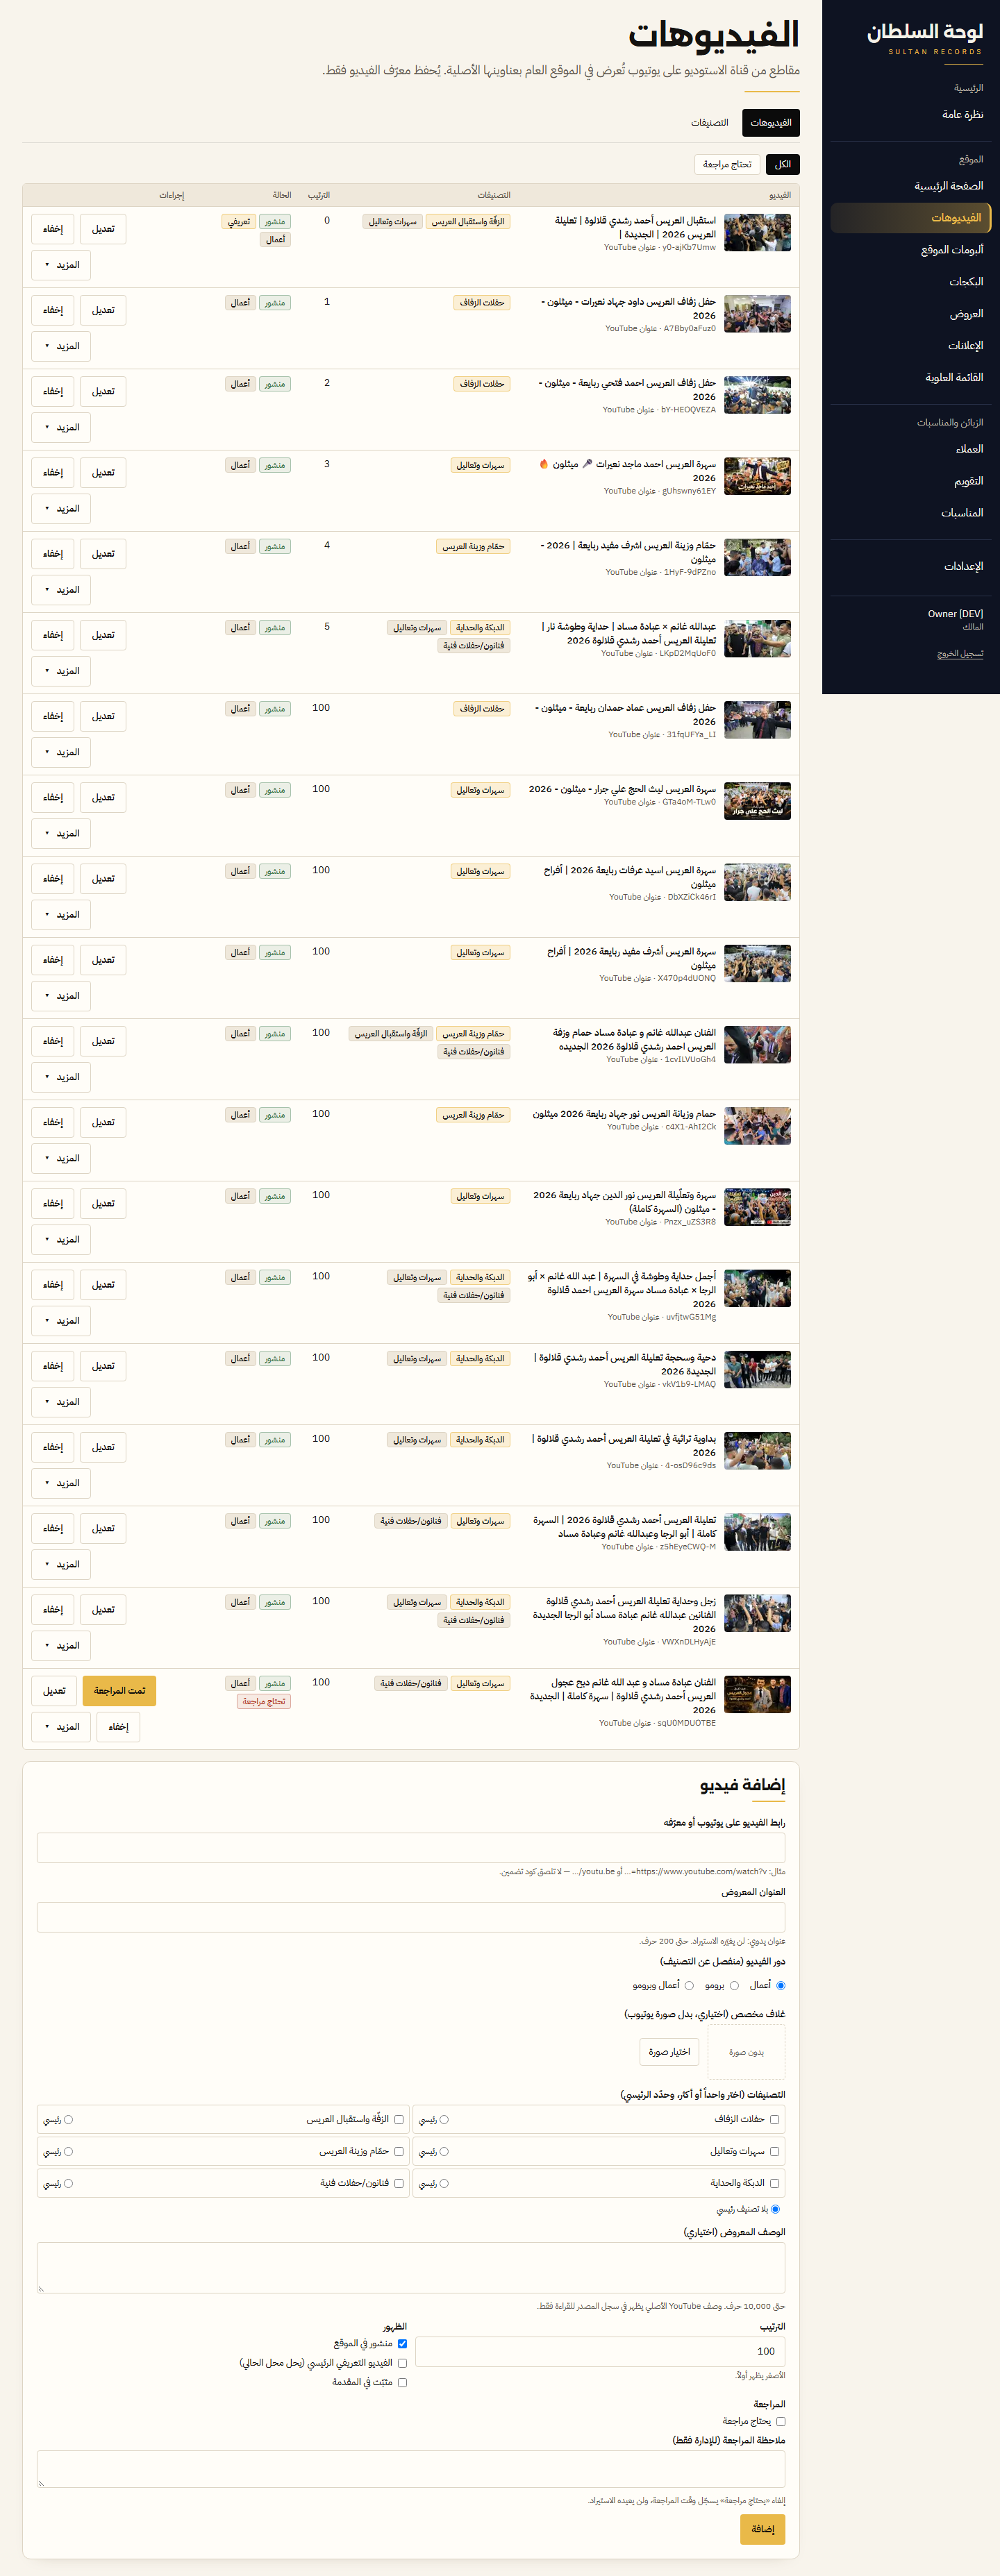 لوحة السلطان
SULTAN RECORDS
الرئيسية
نظرة عامة
الموقع
الصفحة الرئيسية
الفيديوهات
ألبومات الموقع
البكجات
العروض
الإعلانات
القائمة العلوية
الزبائن والمناسبات
العملاء
التقويم
المناسبات
الإعدادات
Owner [DEV]
المالك
تسجيل الخروج
الفيديوهات
مقاطع من قناة الاستوديو على يوتيوب تُعرض في الموقع العام بعناوينها الأصلية. يُحفظ معرّف الفيديو فقط.
الفيديوهات
التصنيفات
الكل
تحتاج مراجعة
الفيديو التصنيفات الترتيب الحالة إجراءات
استقبال العريس أحمد رشدي قلالوة | تعليلة
العريس 2026 | الجديدة |
y0-ajKb7Umw · عنوان YouTube
الزفّة واستقبال العريس سهرات وتعاليل
0
منشور تعريفي
أعمال
تعديل إخفاء
المزيد
حفل زفاف العريس داود جهاد نعيرات - ميثلون -
2026
A7Bby0aFuz0 · عنوان YouTube
حفلات الزفاف
1
منشور أعمال
تعديل إخفاء
المزيد
حفل زفاف العريس احمد فتحي ربايعة - ميثلون -
2026
bY-HEOQVEZA · عنوان YouTube
حفلات الزفاف
2
منشور أعمال
تعديل إخفاء
المزيد
سهرة العريس احمد ماجد نعيرات 🎤 ميثلون 🔥
2026
gUhswny61EY · عنوان YouTube
سهرات وتعاليل
3
منشور أعمال
تعديل إخفاء
المزيد
حمّام وزينة العريس اشرف مفيد ربايعة | 2026 -
ميثلون
1HyF-9dPZno · عنوان YouTube
حمّام وزينة العريس
4
منشور أعمال
تعديل إخفاء
المزيد
عبدالله غانم × عبادة مساد | حداية وطوشة نار |
تعليلة العريس أحمد رشدي قلالوة 2026
LKpD2MqUoF0 · عنوان YouTube
الدبكة والحداية سهرات وتعاليل
فنانون/حفلات فنية
5
منشور أعمال
تعديل إخفاء
المزيد
حفل زفاف العريس عماد حمدان ربايعة - ميثلون -
2026
31fqUFYa_LI · عنوان YouTube
حفلات الزفاف
100
منشور أعمال
تعديل إخفاء
المزيد
سهرة العريس ليث الحج علي جرار - ميثلون - 2026
GTa4oM-TLw0 · عنوان YouTube
سهرات وتعاليل
100
منشور أعمال
تعديل إخفاء
المزيد
سهرة العريس اسيد عرفات ربايعة 2026 | أفراح
ميثلون
DbXZiCk46rI · عنوان YouTube
سهرات وتعاليل
100
منشور أعمال
تعديل إخفاء
المزيد
سهرة العريس أشرف مفيد ربايعة 2026 | أفراح
ميثلون
X470p4dUONQ · عنوان YouTube
سهرات وتعاليل
100
منشور أعمال
تعديل إخفاء
المزيد
الفنان عبدالله غانم و عبادة مساد حمام وزفة
العريس احمد رشدي قلالوة 2026 الجديده
1cvILVUoGh4 · عنوان YouTube
حمّام وزينة العريس الزفّة واستقبال العريس
فنانون/حفلات فنية
100
منشور أعمال
تعديل إخفاء
المزيد
حمام وزيانة العريس نور جهاد ربايعة 2026 ميثلون
c4X1-AhI2Ck · عنوان YouTube
حمّام وزينة العريس
100
منشور أعمال
تعديل إخفاء
المزيد
سهرة وتعلّيلة العريس نور الدين جهاد ربايعة 2026
- ميثلون (السهرة كاملة)
Pnzx_uZS3R8 · عنوان YouTube
سهرات وتعاليل
100
منشور أعمال
تعديل إخفاء
المزيد
أجمل حداية وطوشة في السهرة | عبد الله غانم × أبو
الرجا × عبادة مساد سهرة العريس احمد قلالوة
2026
uvfjtwG51Mg · عنوان YouTube
الدبكة والحداية سهرات وتعاليل
فنانون/حفلات فنية
100
منشور أعمال
تعديل إخفاء
المزيد
دحية وسحجة تعليلة العريس أحمد رشدي قلالوة |
الجديدة 2026
vkV1b9-LMAQ · عنوان YouTube
الدبكة والحداية سهرات وتعاليل
100
منشور أعمال
تعديل إخفاء
المزيد
بداوية تراثية في تعليلة العريس أحمد رشدي قلالوة |
2026
4-osD96c9ds · عنوان YouTube
الدبكة والحداية سهرات وتعاليل
100
منشور أعمال
تعديل إخفاء
المزيد
تعليلة العريس أحمد رشدي قلالوة 2026 | السهرة
كاملة | أبو الرجا وعبدالله غانم وعبادة مساد
z5hEyeCWQ-M · عنوان YouTube
سهرات وتعاليل فنانون/حفلات فنية
100
منشور أعمال
تعديل إخفاء
المزيد
زجل وحداية تعليلة العريس أحمد رشدي قلالوة
الفنانين عبدالله غانم عبادة مساد أبو الرجا الجديدة
2026
VWXnDLHyAjE · عنوان YouTube
الدبكة والحداية سهرات وتعاليل
فنانون/حفلات فنية
100
منشور أعمال
تعديل إخفاء
المزيد
الفنان عبادة مساد و عبد الله غانم دبح عجول
العريس أحمد رشدي قلالوة | سهرة كاملة | الجديدة
2026
sqU0MDUOTBE · عنوان YouTube
سهرات وتعاليل فنانون/حفلات فنية
100
منشور أعمال
تحتاج مراجعة
تمت المراجعة تعديل
إخفاء المزيد
إضافة فيديو
رابط الفيديو على يوتيوب أو معرّفه
مثال: https://www.youtube.com/watch?v=... أو youtu.be/... — لا تلصق كود تضمين.
العنوان المعروض
عنوان يدوي: لن يغيّره الاستيراد. حتى 200 حرف.
دور الفيديو (منفصل عن التصنيف)
أعمال برومو أعمال وبرومو
غلاف مخصص (اختياري، بدل صورة يوتيوب)
بدون صورة
اختيار صورة
التصنيفات (اختر واحداً أو أكثر، وحدّد الرئيسي)
حفلات الزفاف رئيسي الزفّة واستقبال العريس رئيسي
سهرات وتعاليل رئيسي حمّام وزينة العريس رئيسي
الدبكة والحداية رئيسي فنانون/حفلات فنية رئيسي
بلا تصنيف رئيسي
الوصف المعروض (اختياري)
حتى 10,000 حرف. وصف YouTube الأصلي يظهر في سجل المصدر للقراءة فقط.
الترتيب
100
الأصغر يظهر أولاً.
الظهور
منشور في الموقع
الفيديو التعريفي الرئيسي (يحل محل الحالي)
مثبّت في المقدمة
المراجعة
يحتاج مراجعة
ملاحظة المراجعة (للإدارة فقط)
إلغاء «يحتاج مراجعة» يسجّل وقت المراجعة، ولن يعيده الاستيراد.
إضافة